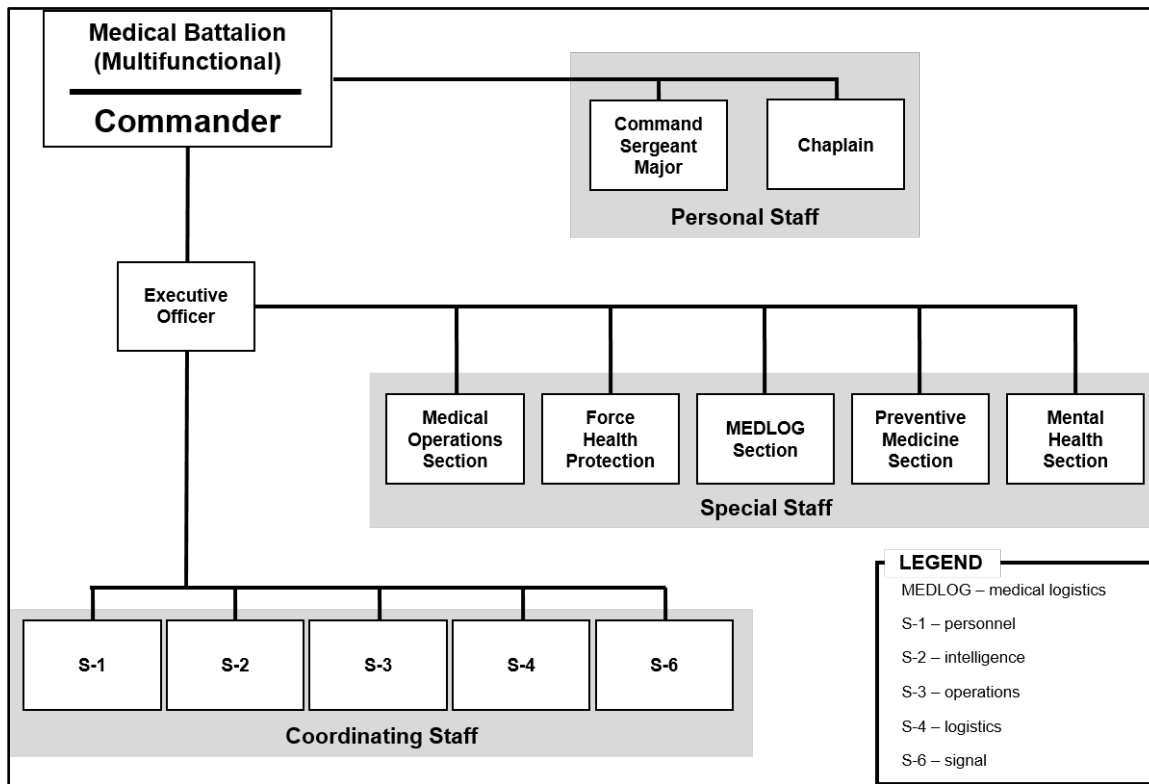 Medical Battalion
(Multifunctional)
Commander
Command
Sergeant
Major
Chaplain
Personal Staff
Executive
Officer
Medical
Operations
Section
Force
Health
Protection
MEDLOG
Section
Preventive
Medicine
Section
Mental
Health
Section
Special Staff
S-1
S-2
S-3
S-4
S-6
Coordinating Staff
LEGEND
MEDLOG – medical logistics
S-1 – personnel
S-2 – intelligence
S-3 – operations
S-4 – logistics
S-6 – signal